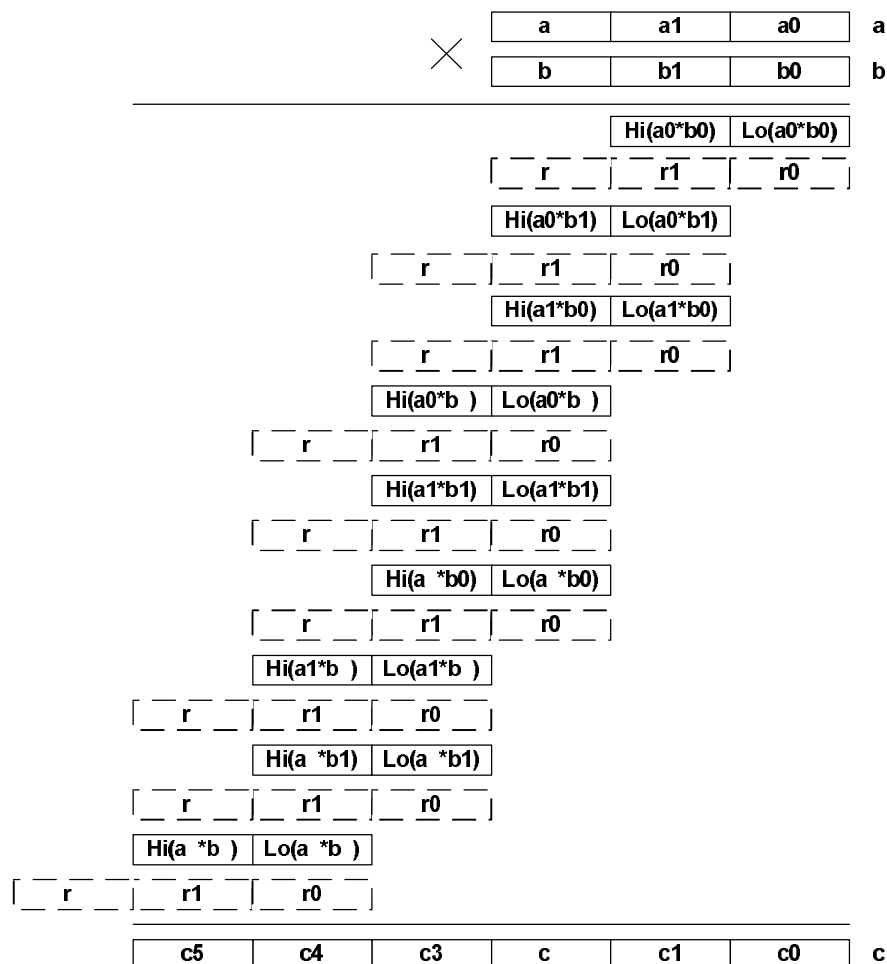 a a1 a0 a
b b1 b0 b
Hi(a0*b0) Lo(a0*b0)
r r1 r0
Hi(a0*b1) Lo(a0*b1)
r r1 r0
Hi(a1*b0) Lo(a1*b0)
r r1 r0
Hi(a0*b ) Lo(a0*b )
r r1 r0
Hi(a1*b1) Lo(a1*b1)
r r1 r0
Hi(a *b0) Lo(a *b0)
r r1 r0
Hi(a1*b ) Lo(a1*b )
r r1 r0
Hi(a *b1) Lo(a *b1)
r r1 r0
Hi(a *b ) Lo(a *b )
r r1 r0
c5 c4 c3 c c1 c0 c